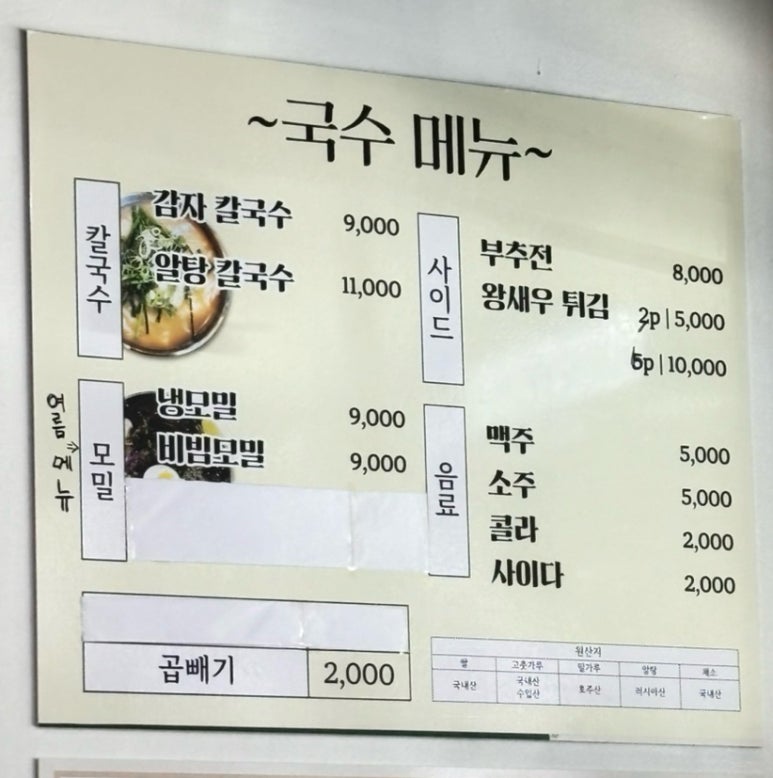 ~국수 메뉴~
칼국수
감자 칼국수 9,000
알탕 칼국수 11,000
여름 메뉴
모밀
냉모밀 9,000
비빔모밀 9,000
곱빼기 2,000
사이드
부추전 8,000
왕새우 튀김 2p | 5,000
5p | 10,000
음료
맥주 5,000
소주 5,000
콜라 2,000
사이다 2,000
원산지
쌀 고춧가루 밀가루 알탕 채소
국내산 국내산 수입산 호주산 러시아산 국내산